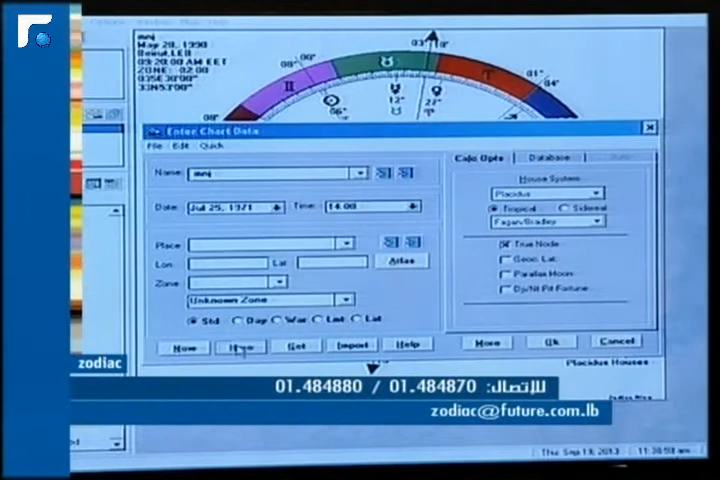 mnj
May 28, 1990
Beirut,LEB
09:20:00 AM EET
ZONE: -02:00
035E30'00"
33N53'00"
Enter Chart Data
File Edit Quick
Name: mnj
Date: Jul 25, 1971 Time: 14:00
Place
Lon: Lat:
Atlas
Zone:
Unknown Zone
Std Day War Lmt Lat
Now New Get Import Help
Calc Opts Database
House System
Placidus
Tropical Sidereal
Fagan/Bradley
True Node
Geoc. Lat.
Parallax Moon
Dy/Nt Pt Fortune
More Ok Cancel
Placidus Houses
zodiac
للإتصال: 01.484870 / 01.484880
zodiac@future.com.lb
Thu Sep 19, 2013